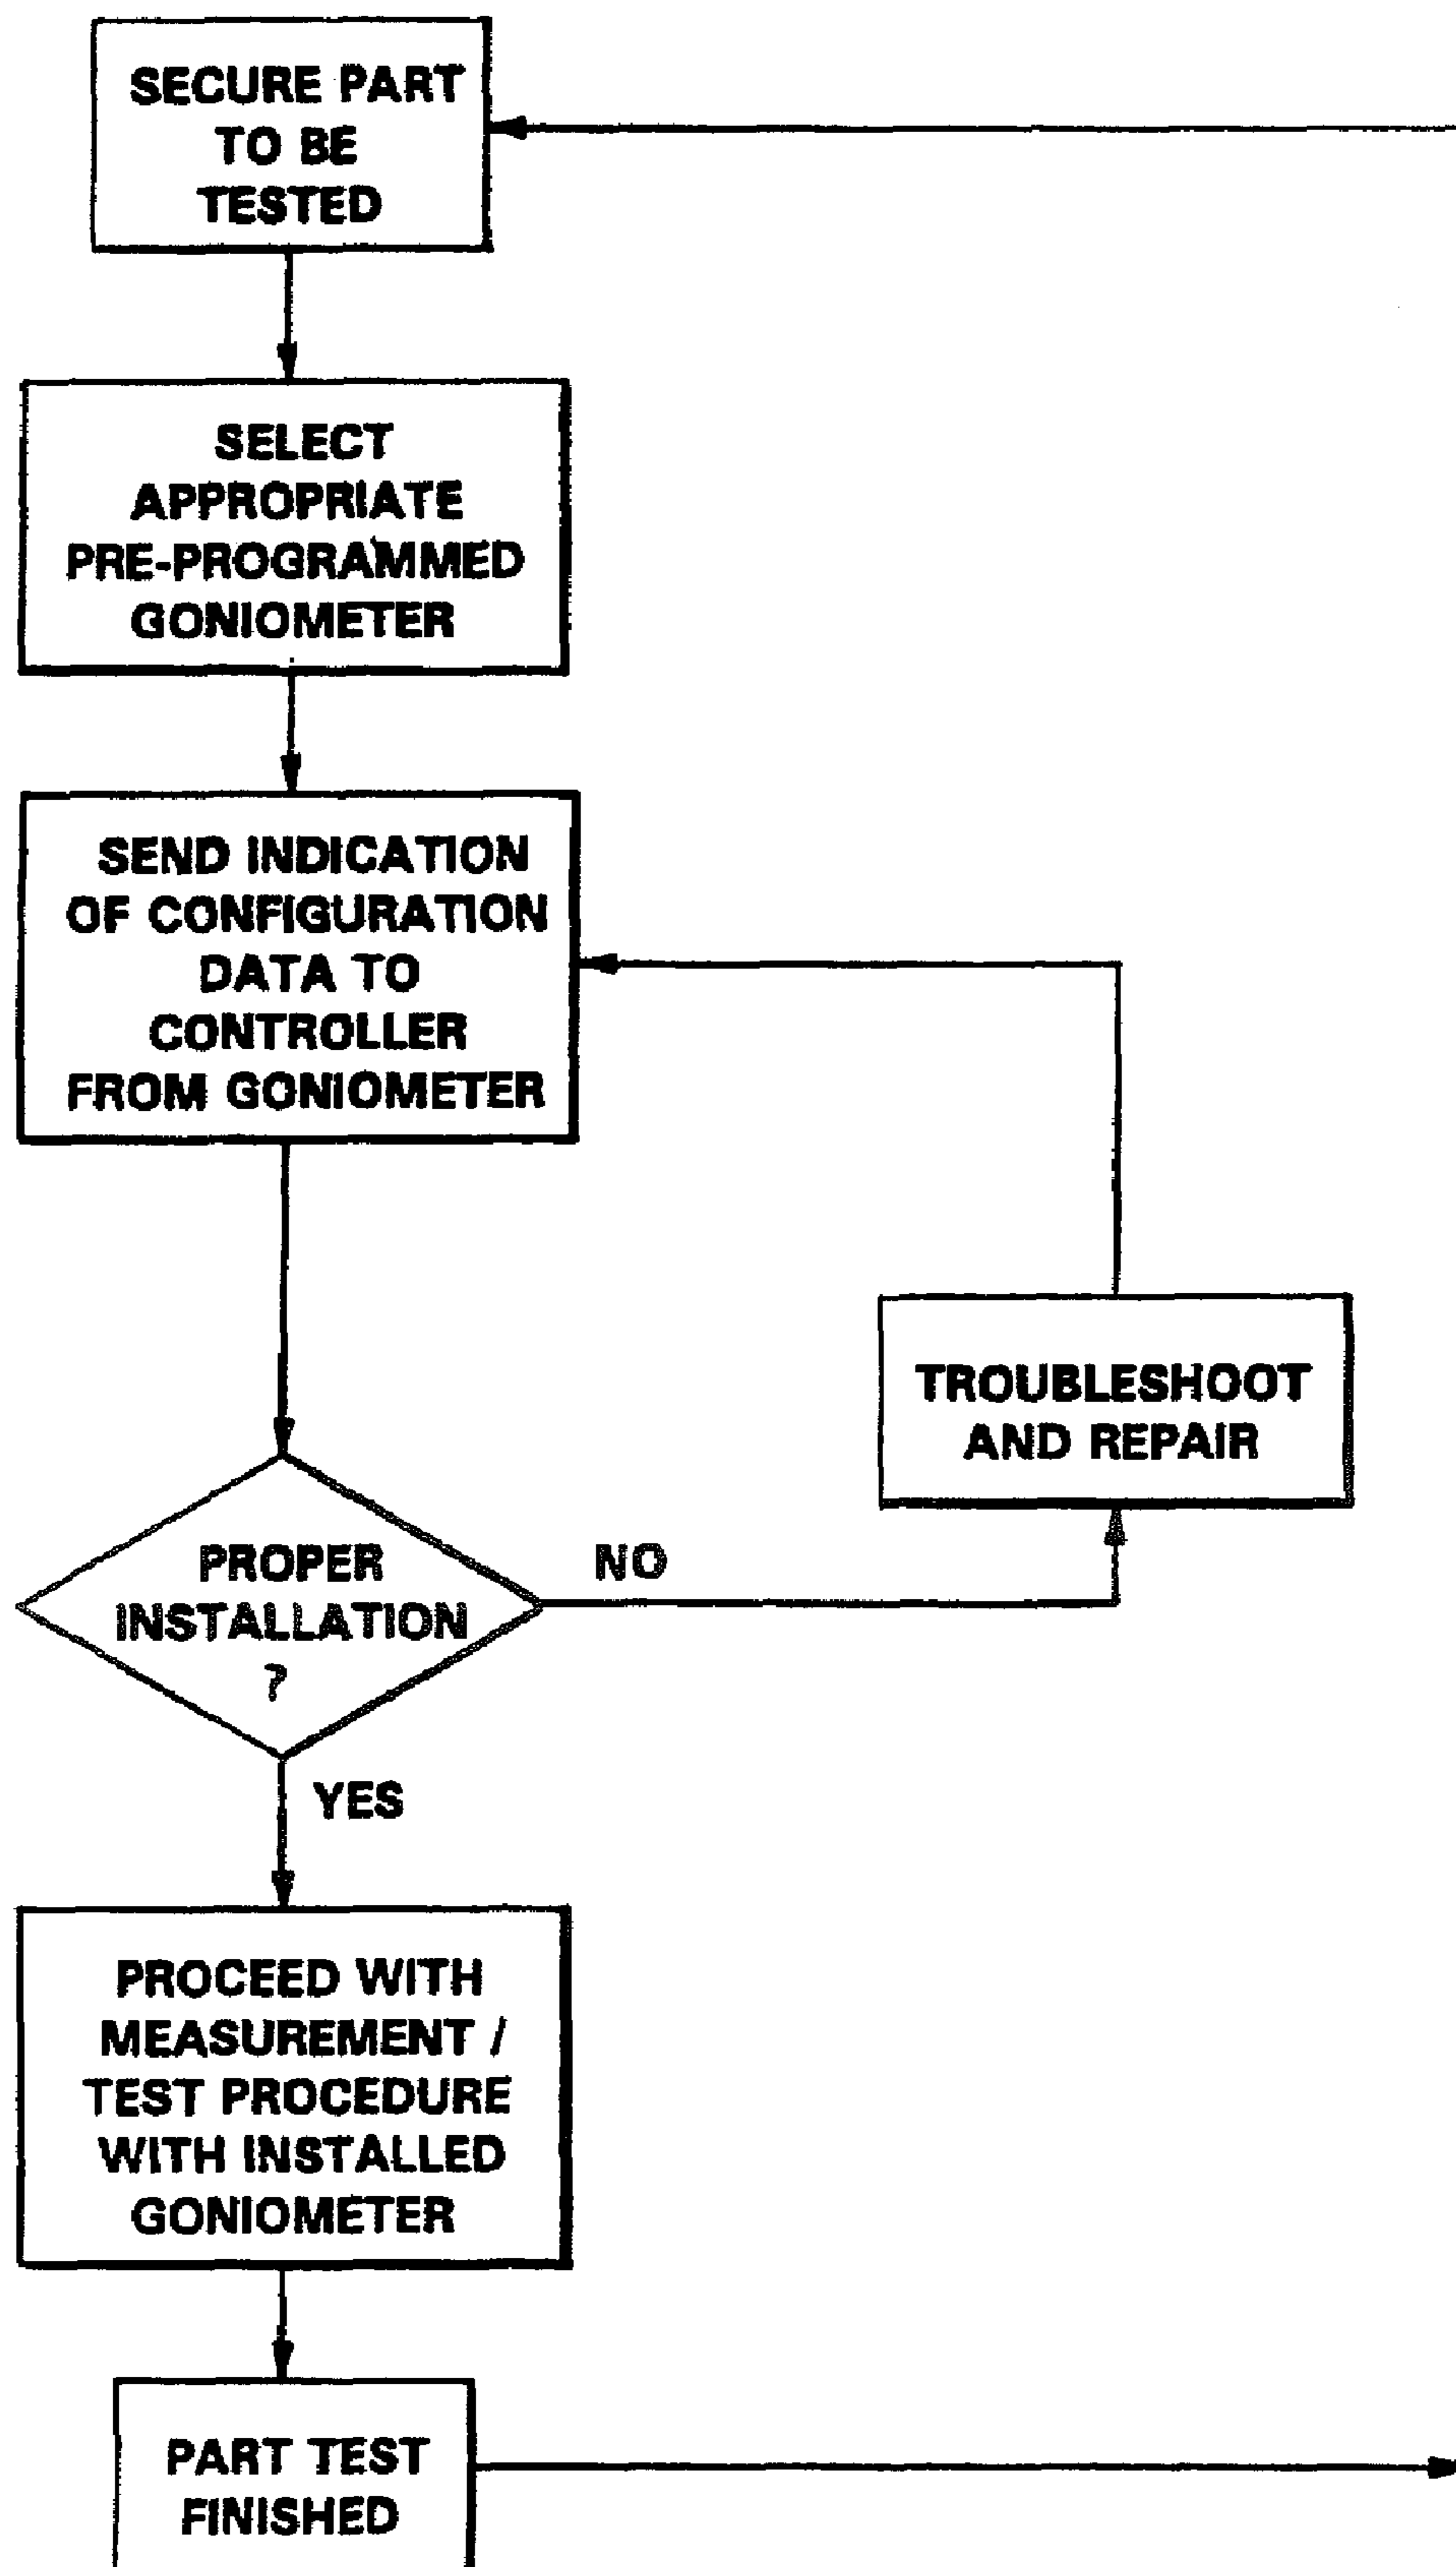 SECURE PART
TO BE
TESTED
SELECT
APPROPRIATE
PRE-PROGRAMMED
GONIOMETER
SEND INDICATION
OF CONFIGURATION
DATA TO
CONTROLLER
FROM GONIOMETER
TROUBLESHOOT
AND REPAIR
PROPER
INSTALLATION
?
NO
YES
PROCEED WITH
MEASUREMENT /
TEST PROCEDURE
WITH INSTALLED
GONIOMETER
PART TEST
FINISHED